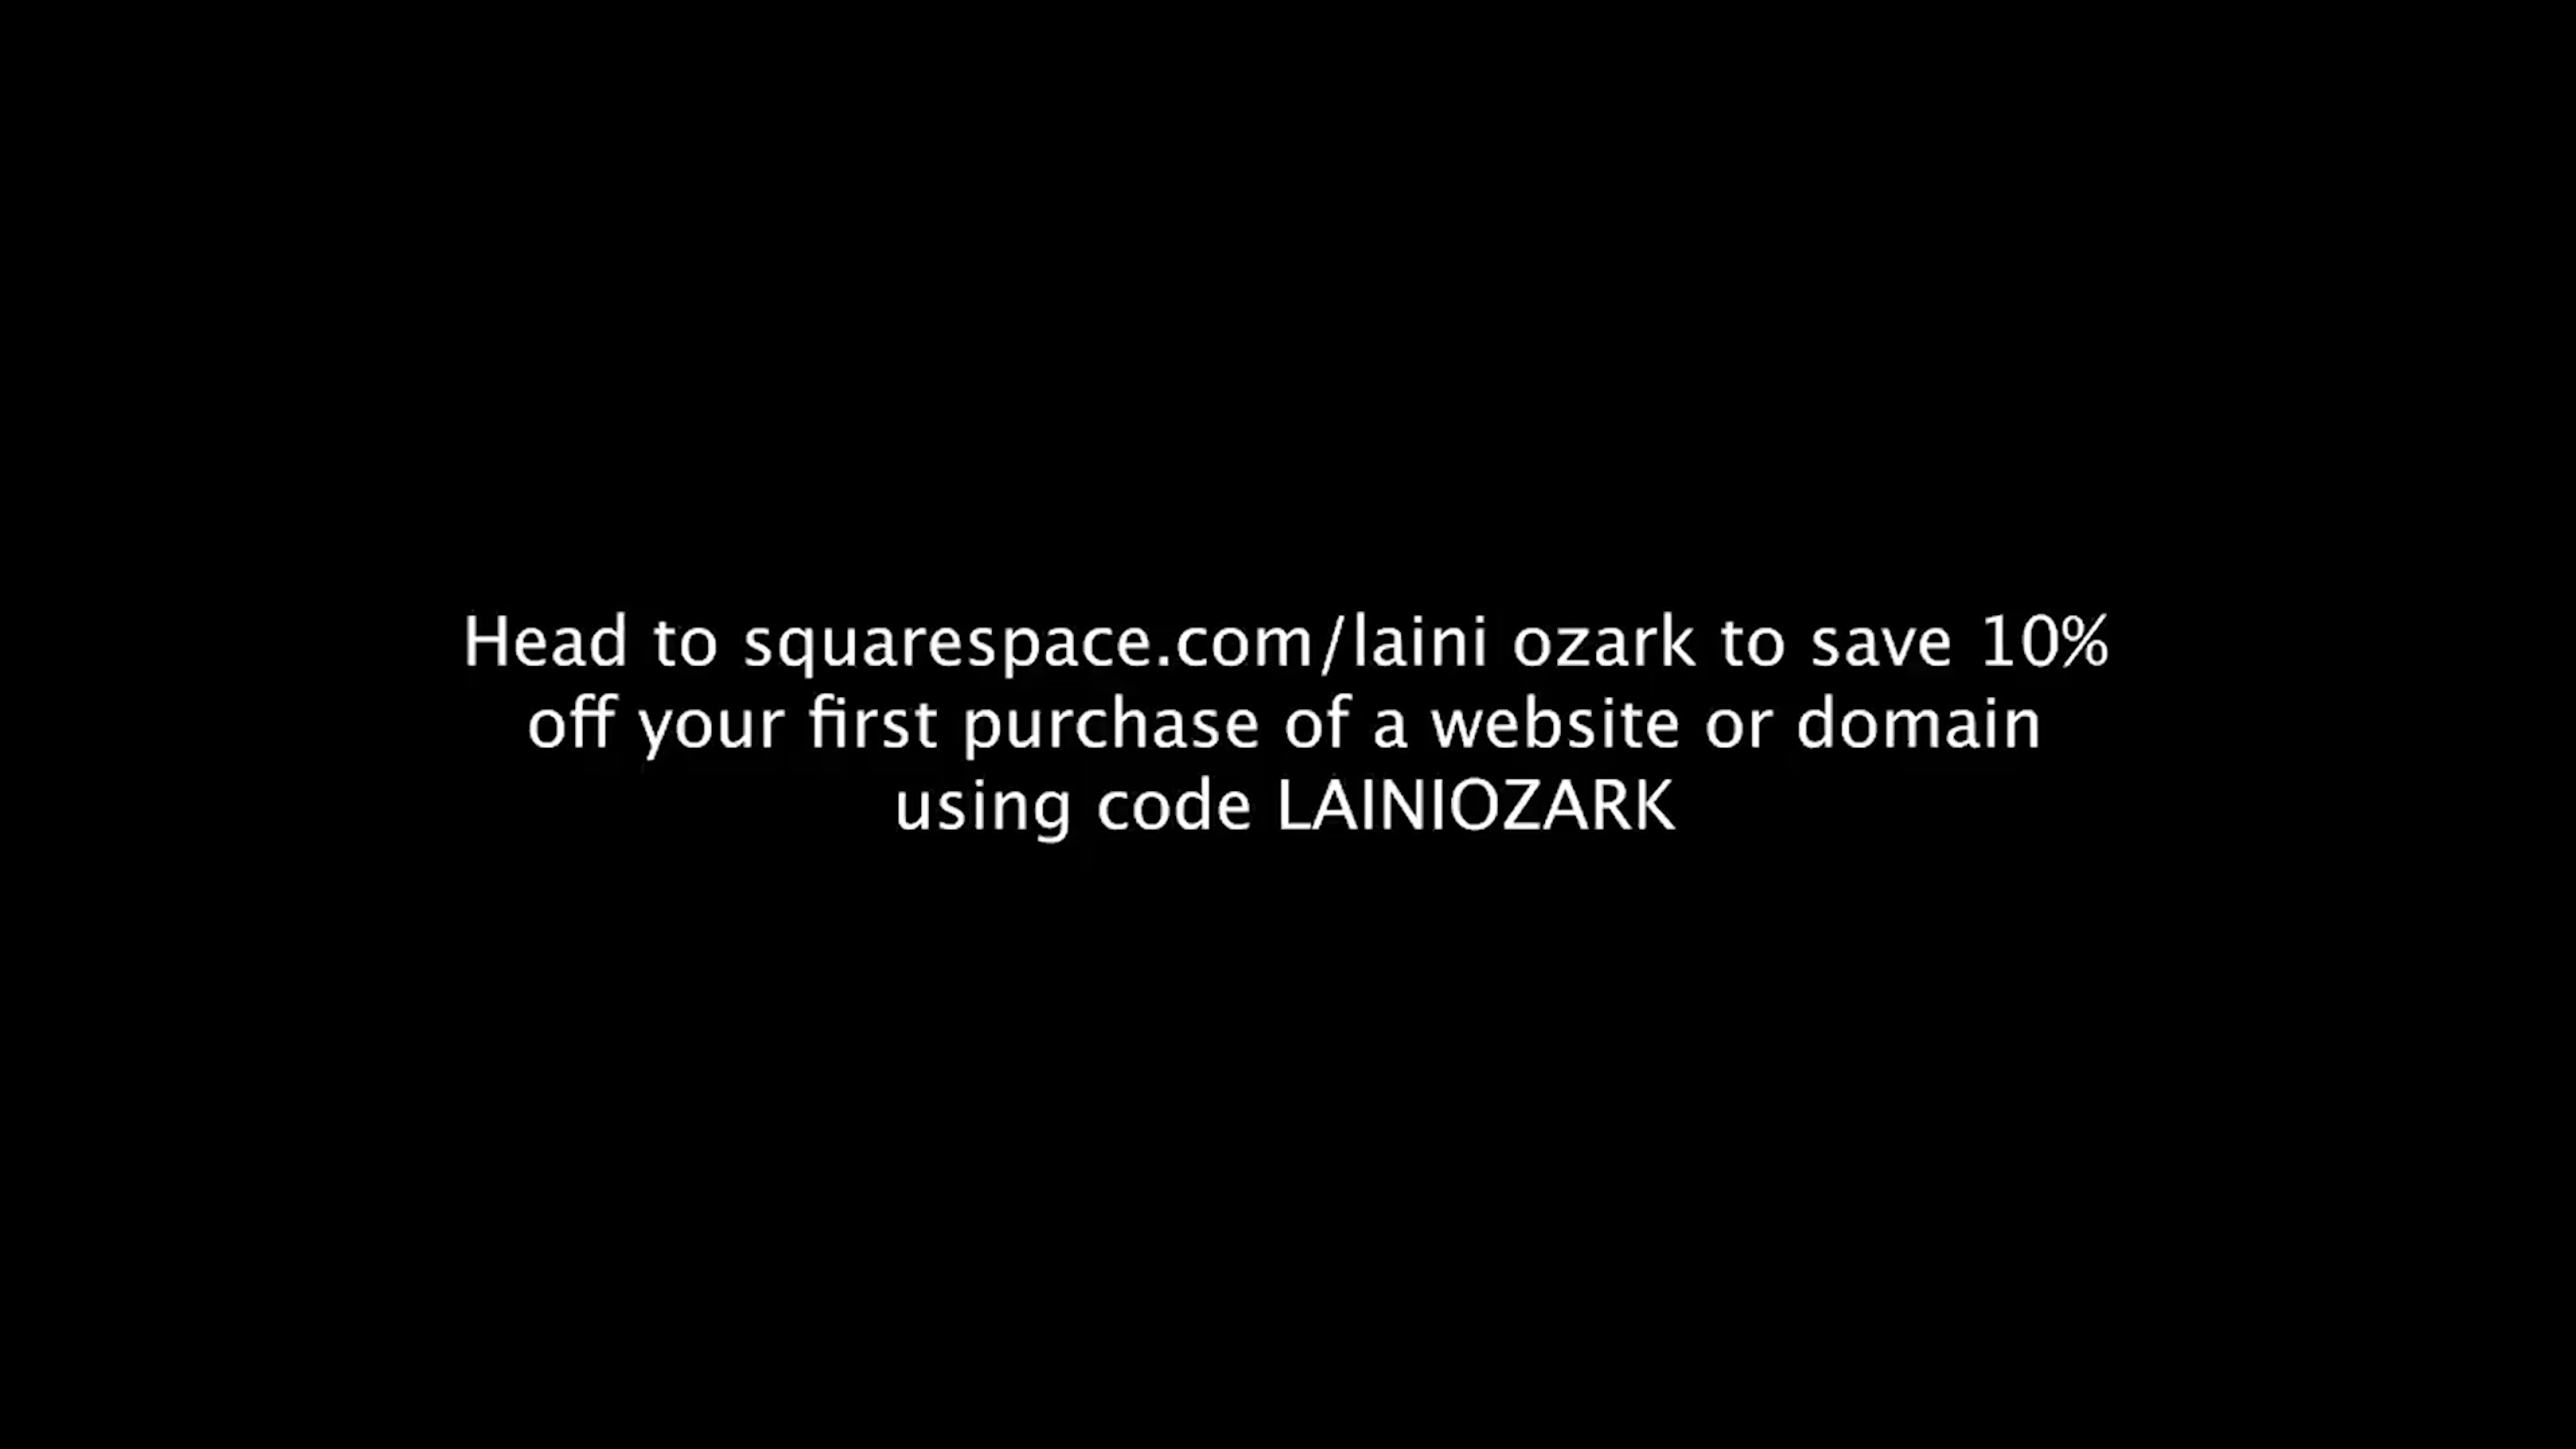 Head to squarespace.com/laini ozark to save 10%
off your first purchase of a website or domain
using code LAINIOZARK